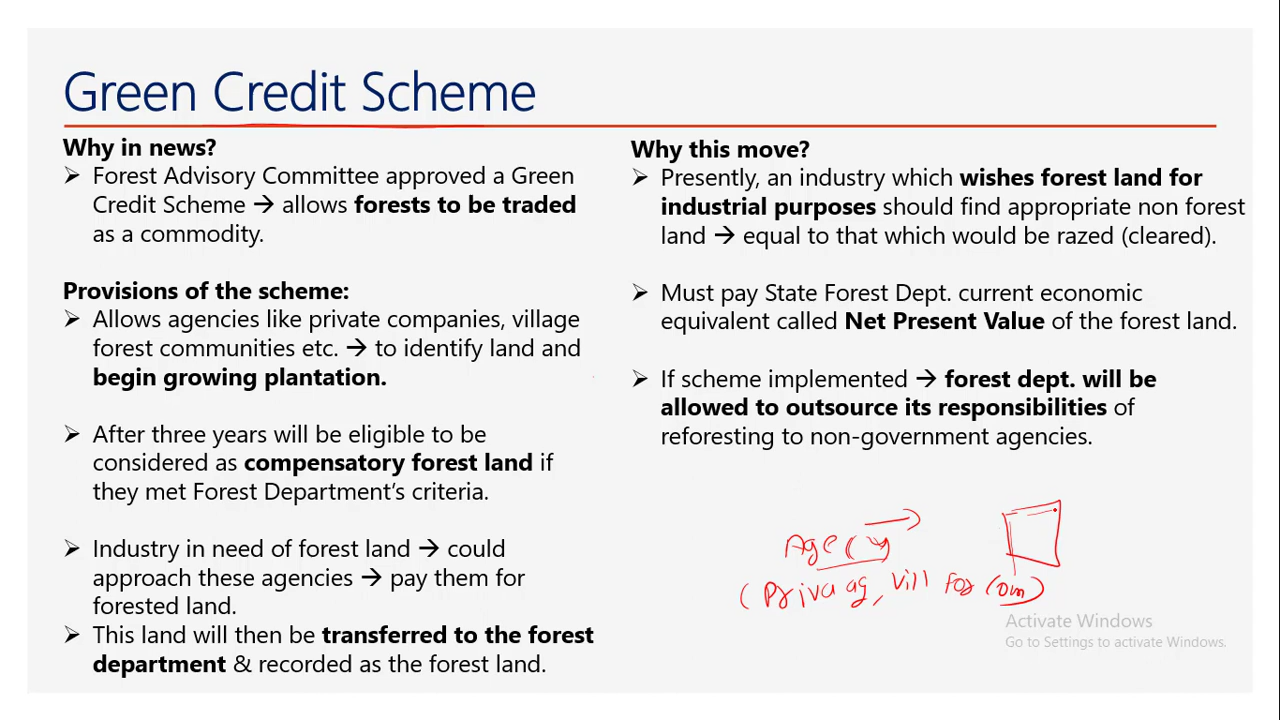 Green Credit Scheme
Why in news?
➢ Forest Advisory Committee approved a Green
Credit Scheme → allows forests to be traded
as a commodity.
Provisions of the scheme:
➢ Allows agencies like private companies, village
forest communities etc. → to identify land and
begin growing plantation.
➢ After three years will be eligible to be
considered as compensatory forest land if
they met Forest Department's criteria.
➢ Industry in need of forest land → could
approach these agencies → pay them for
forested land.
➢ This land will then be transferred to the forest
department & recorded as the forest land.
Why this move?
➢ Presently, an industry which wishes forest land for
industrial purposes should find appropriate non forest
land → equal to that which would be razed (cleared).
➢ Must pay State Forest Dept. current economic
equivalent called Net Present Value of the forest land.
➢ If scheme implemented → forest dept. will be
allowed to outsource its responsibilities of
reforesting to non-government agencies.
Agency →
(Priva ag, Vill For Com)
Activate Windows
Go to Settings to activate Windows.